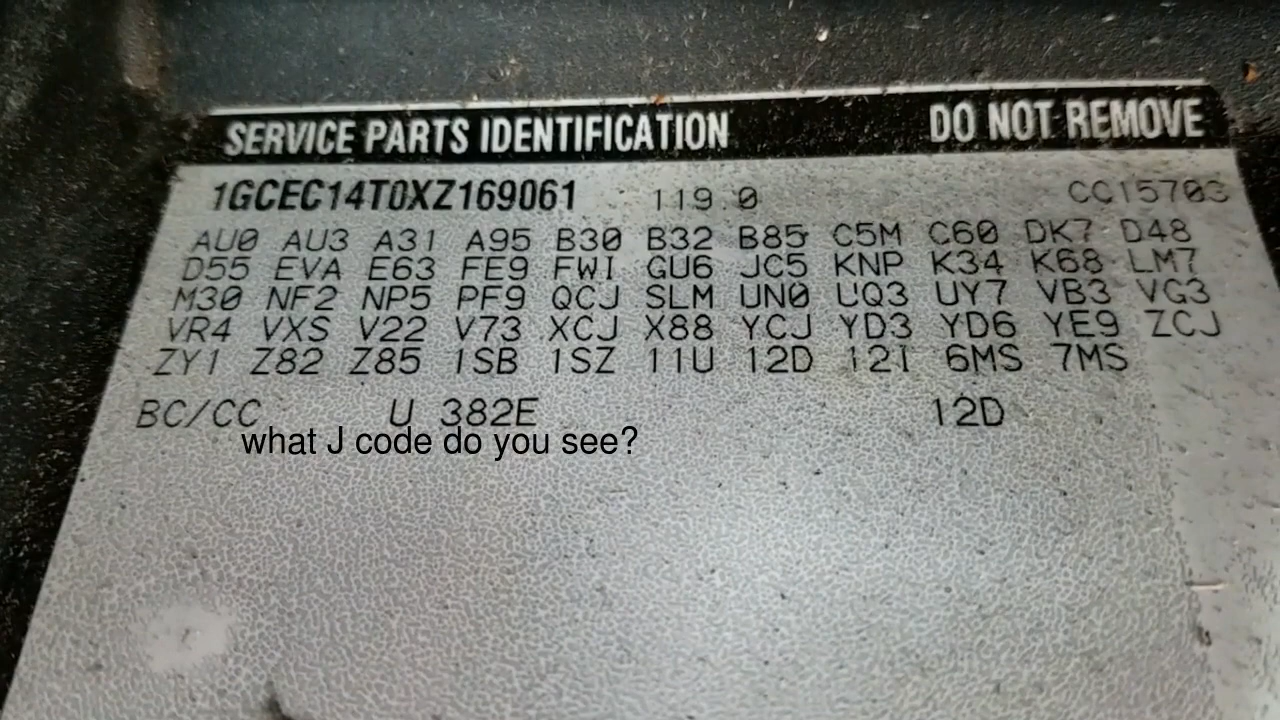 SERVICE PARTS IDENTIFICATION DO NOT REMOVE
1GCEC14T0XZ169061 119.0 CC15703
AU0 AU3 A31 A95 B30 B32 B85 C5M C60 DK7 D48
D55 EVA E63 FE9 FWI GU6 JC5 KNP K34 K68 LM7
M30 NF2 NP5 PF9 QCJ SLM UN0 UQ3 UY7 VB3 VG3
VR4 VXS V22 V73 XCJ X88 YCJ YD3 YD6 YE9 ZCJ
ZY1 Z82 Z85 1SB 1SZ 11U 12D 12I 6MS 7MS
BC/CC U 382E 12D
what J code do you see?